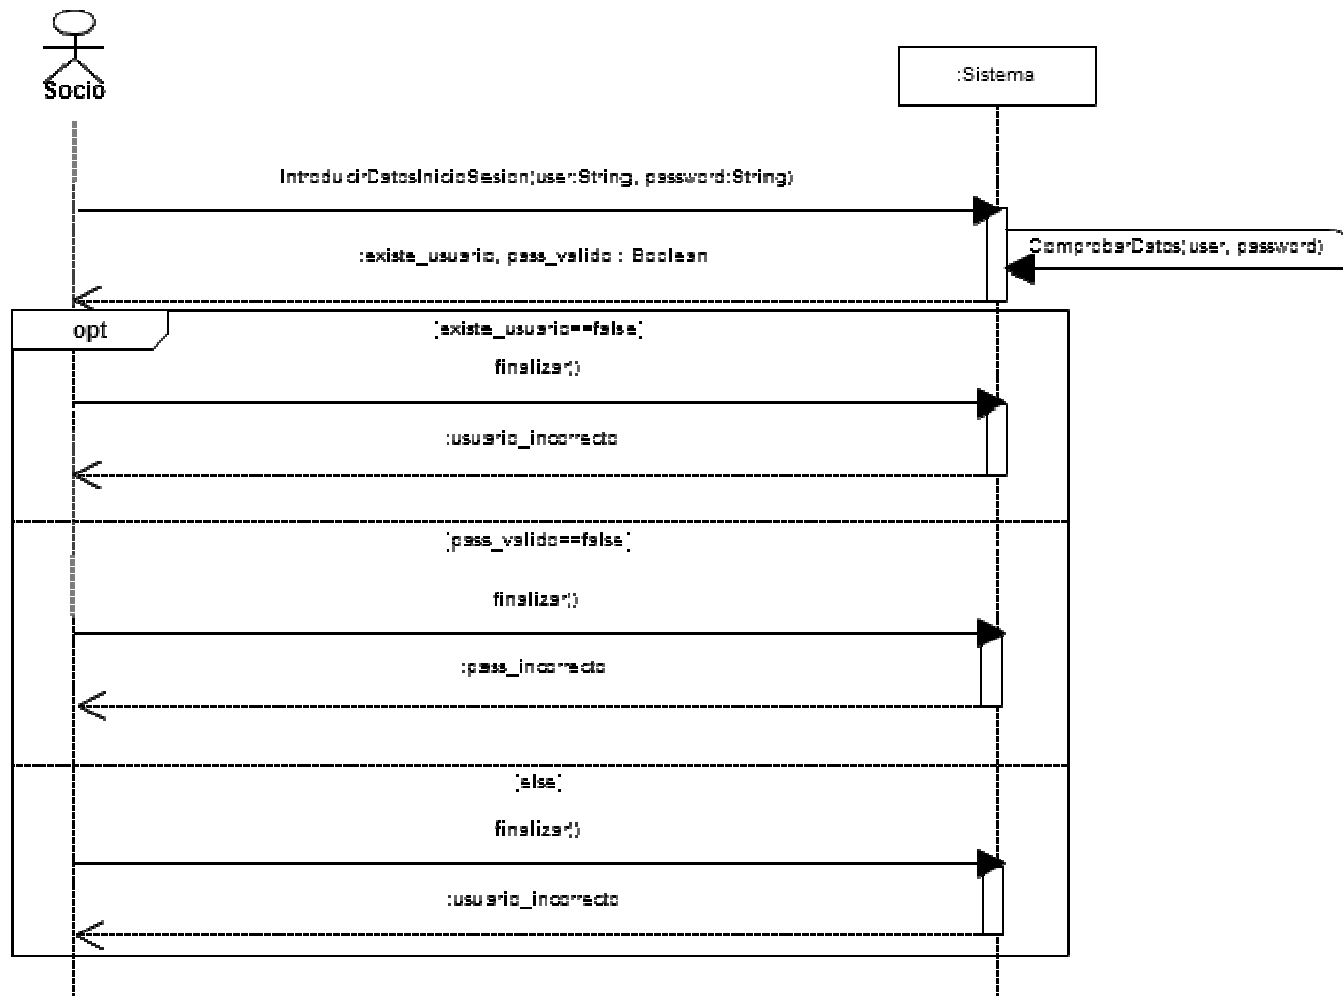 Socio
:Sistema
IntroducirDatosInicioSesion(user:String, password:String)
ComprobarDatos(user, password)
:existe_usuario, pass_valido : Boolean
opt
[existe_usuario==false]
finalizar()
:usuario_incorrecto
[pass_valido==false]
finalizar()
:pass_incorrecto
[else]
finalizar()
:usuario_incorrecto